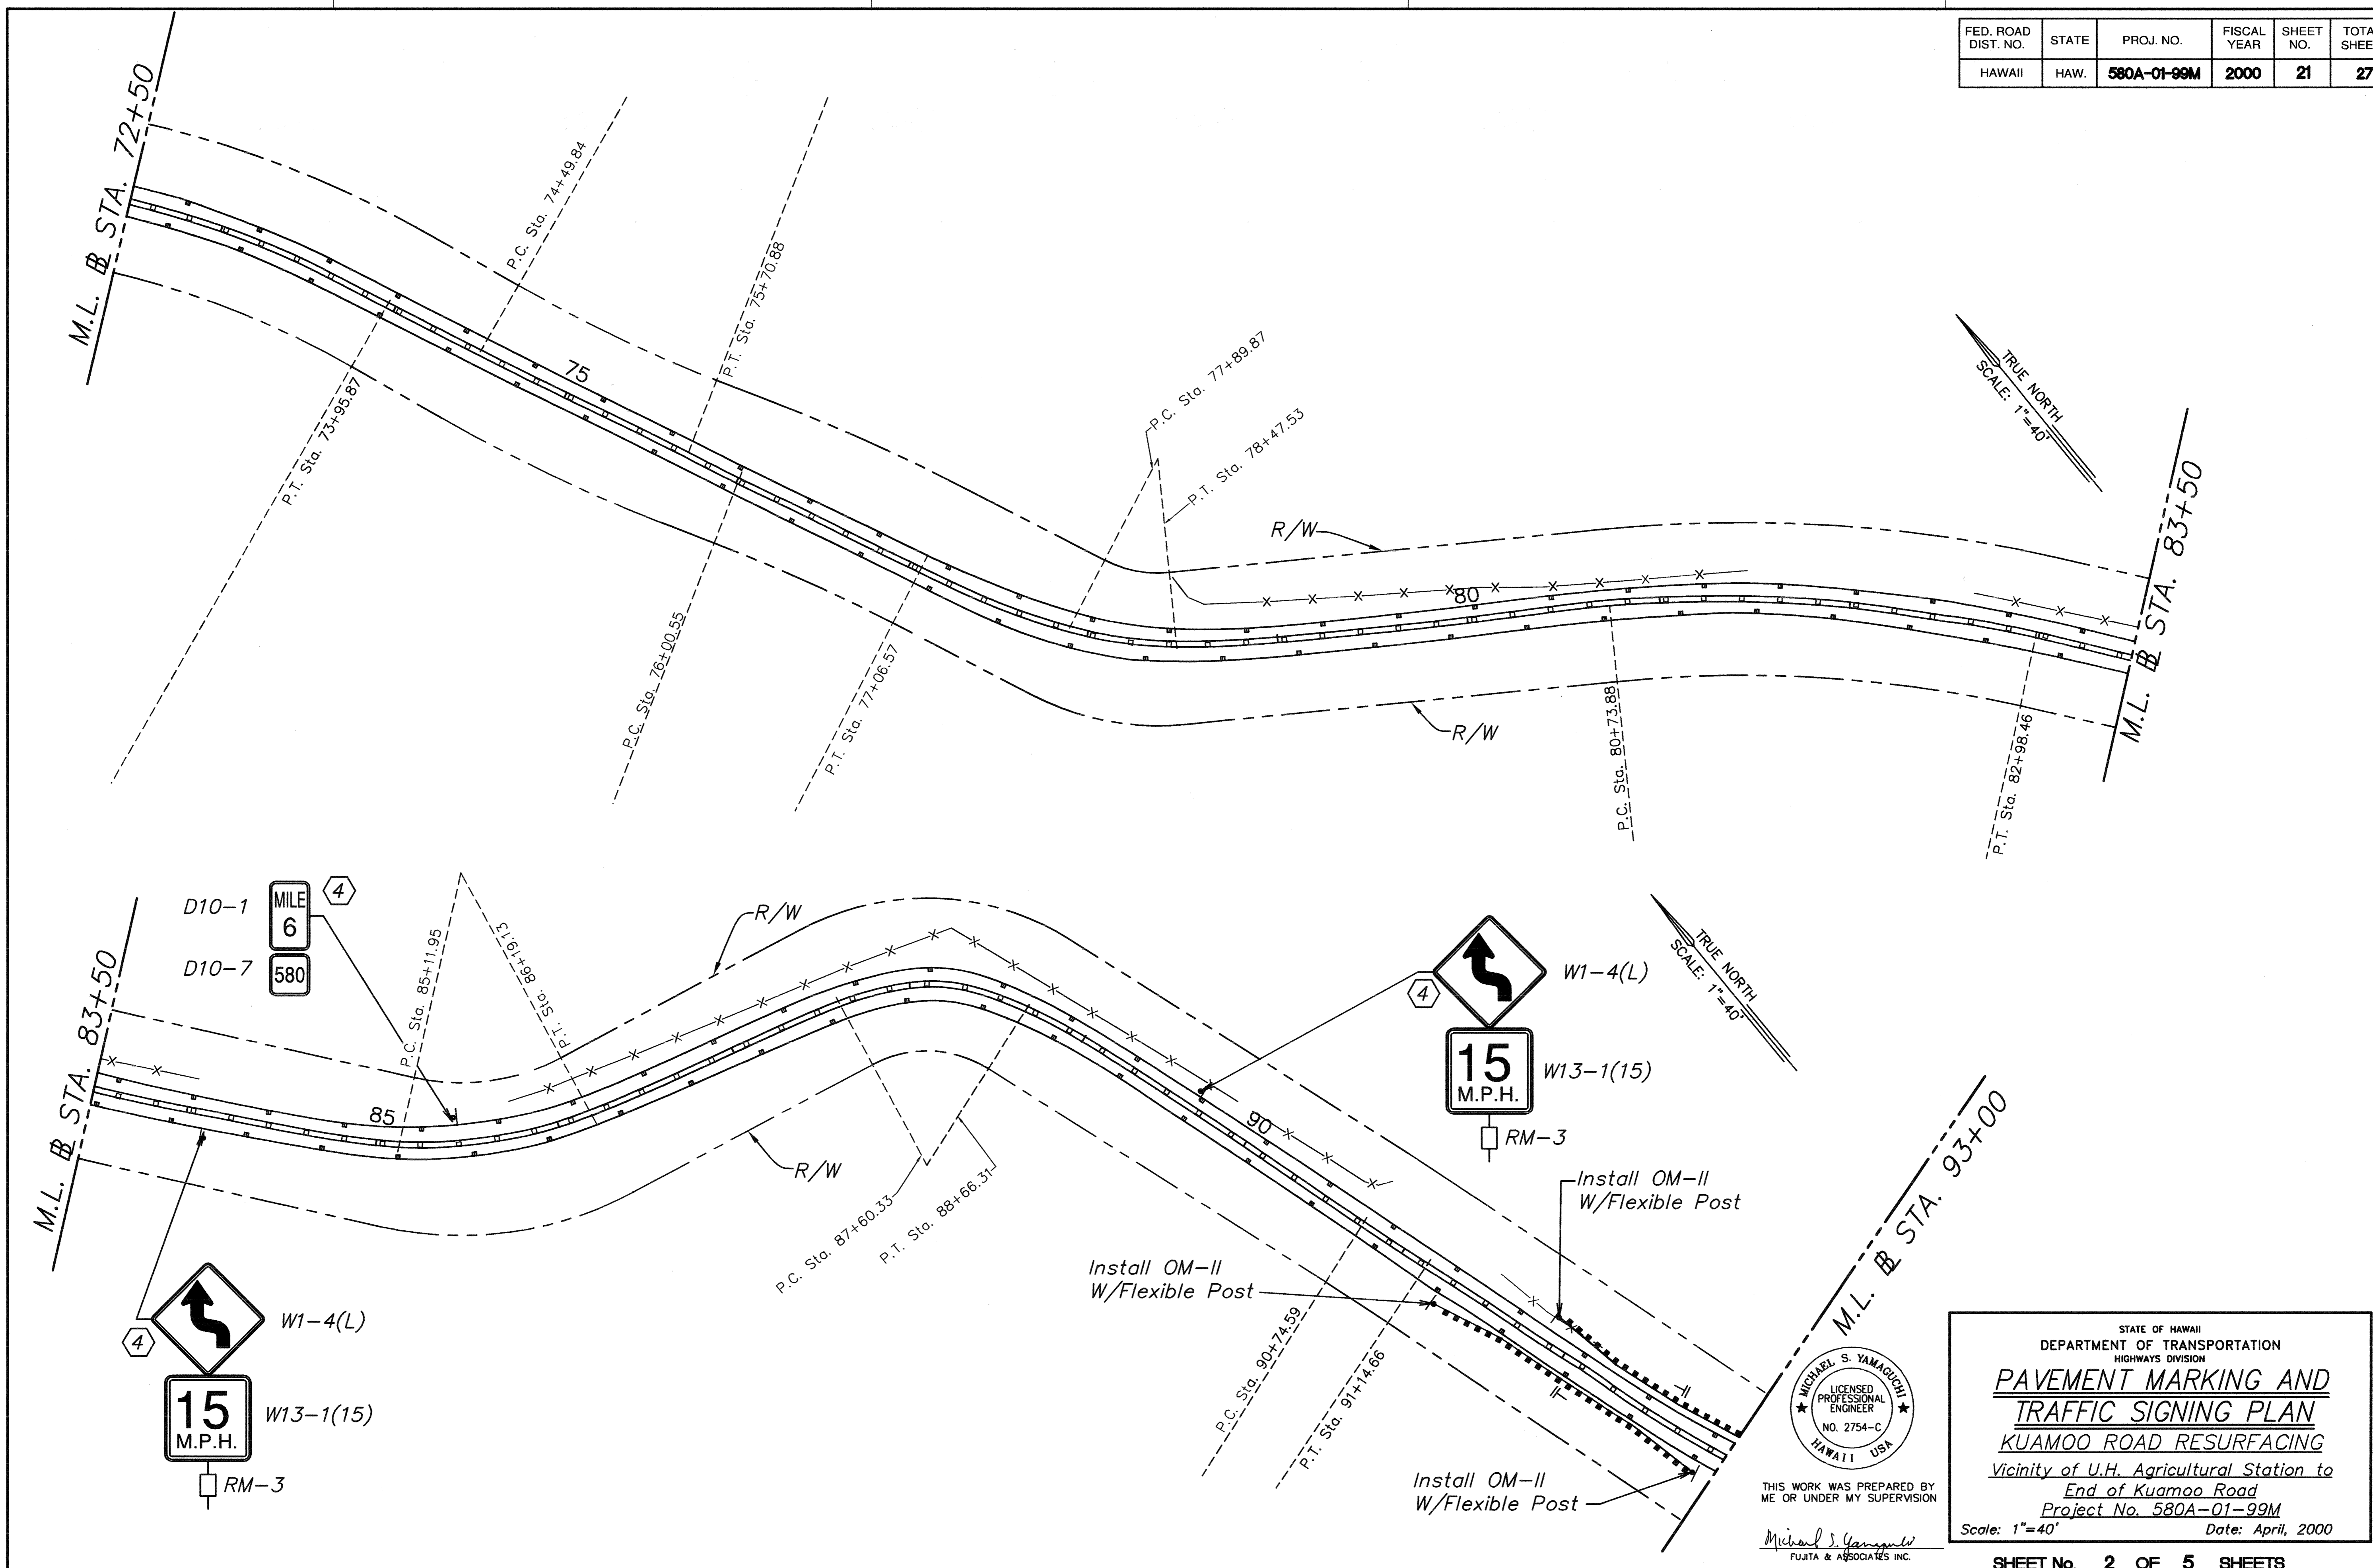 FED. ROAD DIST. NO. STATE PROJ. NO. FISCAL YEAR SHEET NO. TOTA SHEE
HAWAII HAW. 580A-01-99M 2000 21 27
M.L. B STA. 72+50
P.T. Sta. 73+95.87
P.C. Sta. 74+49.84
75
P.T. Sta. 75+70.88
P.C. Sta. 76+00.55
P.T. Sta. 77+06.57
P.C. Sta. 77+89.87
P.T. Sta. 78+47.53
R/W
80
R/W
P.C. Sta. 80+73.88
P.T. Sta. 82+98.46
TRUE NORTH
SCALE: 1"=40'
M.L. B STA. 83+50
M.L. B STA. 83+50
D10-1
MILE
6
4
D10-7
580
85
P.C. Sta. 85+11.95
P.T. Sta. 86+19.13
R/W
R/W
4
W1-4(L)
15
M.P.H.
W13-1(15)
RM-3
P.C. Sta. 87+60.33
P.T. Sta. 88+66.31
4
W1-4(L)
15
M.P.H.
W13-1(15)
RM-3
TRUE NORTH
SCALE: 1"=40'
90
P.C. Sta. 90+74.59
P.T. Sta. 91+14.66
Install OM-II
W/Flexible Post
Install OM-II
W/Flexible Post
Install OM-II
W/Flexible Post
M.L. B STA. 93+00
MICHAEL S. YAMAGUCHI
LICENSED
PROFESSIONAL
ENGINEER
NO. 2754-C
HAWAII USA
THIS WORK WAS PREPARED BY
ME OR UNDER MY SUPERVISION
Michael S. Yamaguchi
FUJITA & ASSOCIATES INC.
STATE OF HAWAII
DEPARTMENT OF TRANSPORTATION
HIGHWAYS DIVISION
PAVEMENT MARKING AND
TRAFFIC SIGNING PLAN
KUAMOO ROAD RESURFACING
Vicinity of U.H. Agricultural Station to
End of Kuamoo Road
Project No. 580A-01-99M
Scale: 1"=40' Date: April, 2000
SHEET No. 2 OF 5 SHEETS